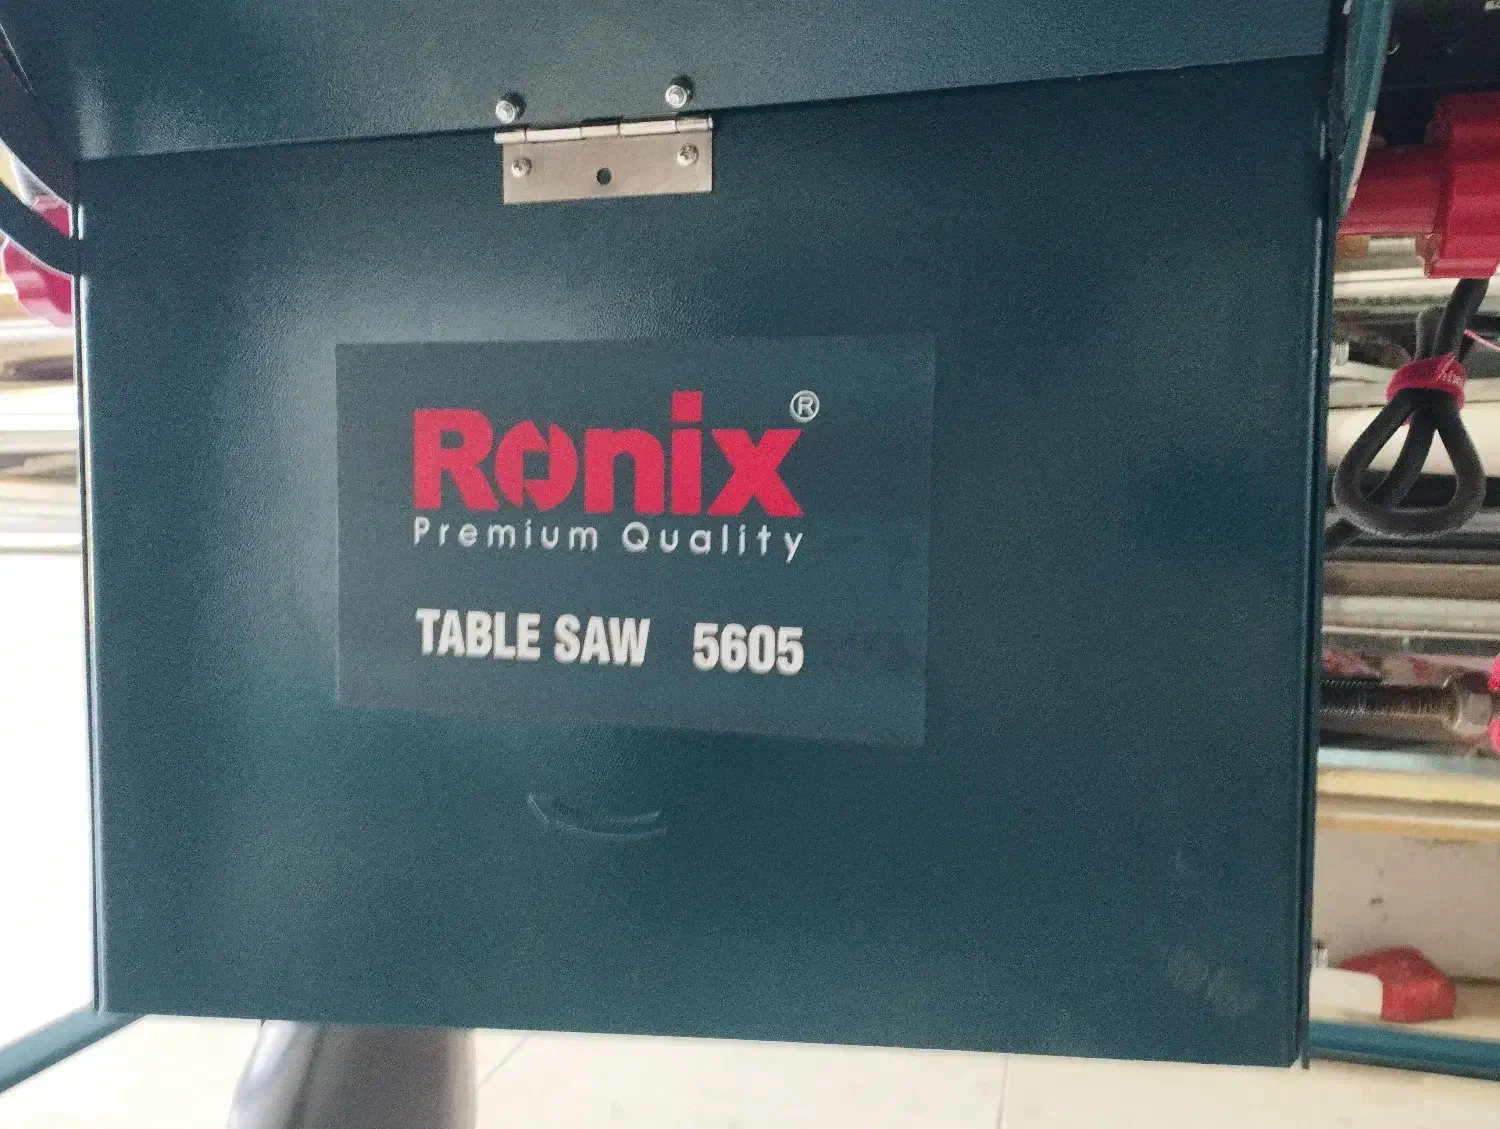 Ronix®
Premium Quality
TABLE SAW 5605